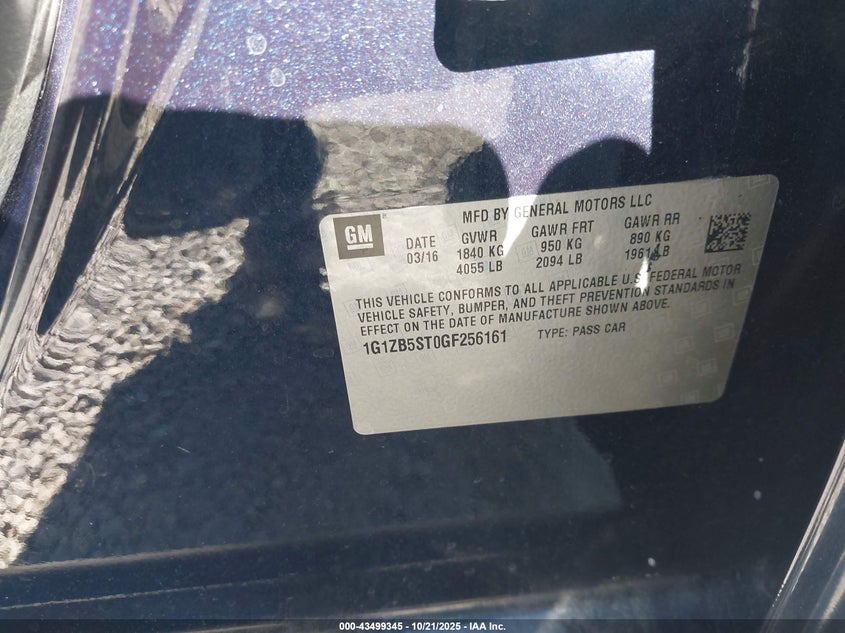 MFD BY GENERAL MOTORS LLC
GM
DATE GVWR GAWR FRT GAWR RR
03/16 1840 KG 950 KG 890 KG
4055 LB 2094 LB 1961 LB
THIS VEHICLE CONFORMS TO ALL APPLICABLE U.S. FEDERAL MOTOR
VEHICLE SAFETY, BUMPER, AND THEFT PREVENTION STANDARDS IN
EFFECT ON THE DATE OF MANUFACTURE SHOWN ABOVE.
1G1ZB5ST0GF256161 TYPE: PASS CAR
000-43499345 - 10/21/2025 - IAA Inc.